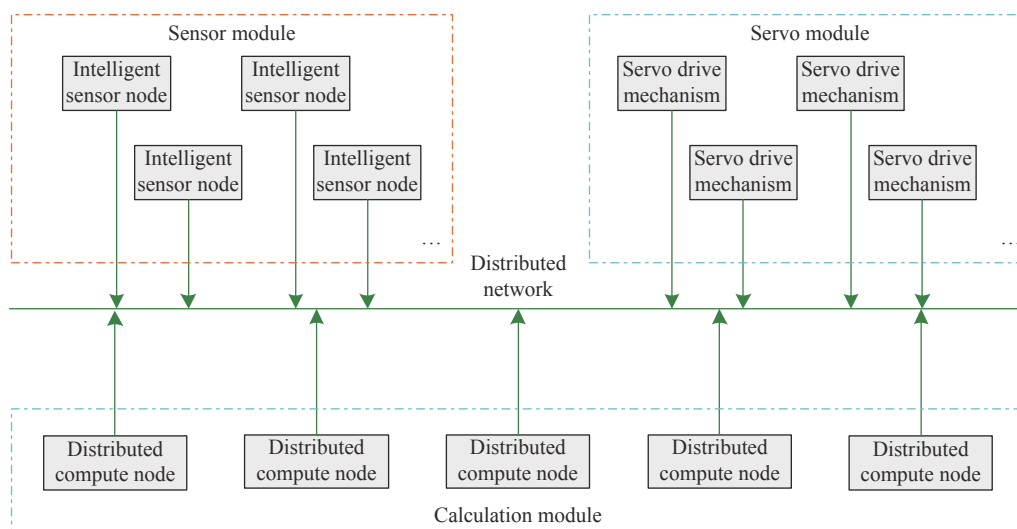 Sensor module
Intelligent
sensor node
Intelligent
sensor node
Intelligent
sensor node
Intelligent
sensor node
...
Servo module
Servo drive
mechanism
Servo drive
mechanism
Servo drive
mechanism
Servo drive
mechanism
...
Distributed
network
Distributed
compute node
Distributed
compute node
Distributed
compute node
Distributed
compute node
Distributed
compute node
Calculation module